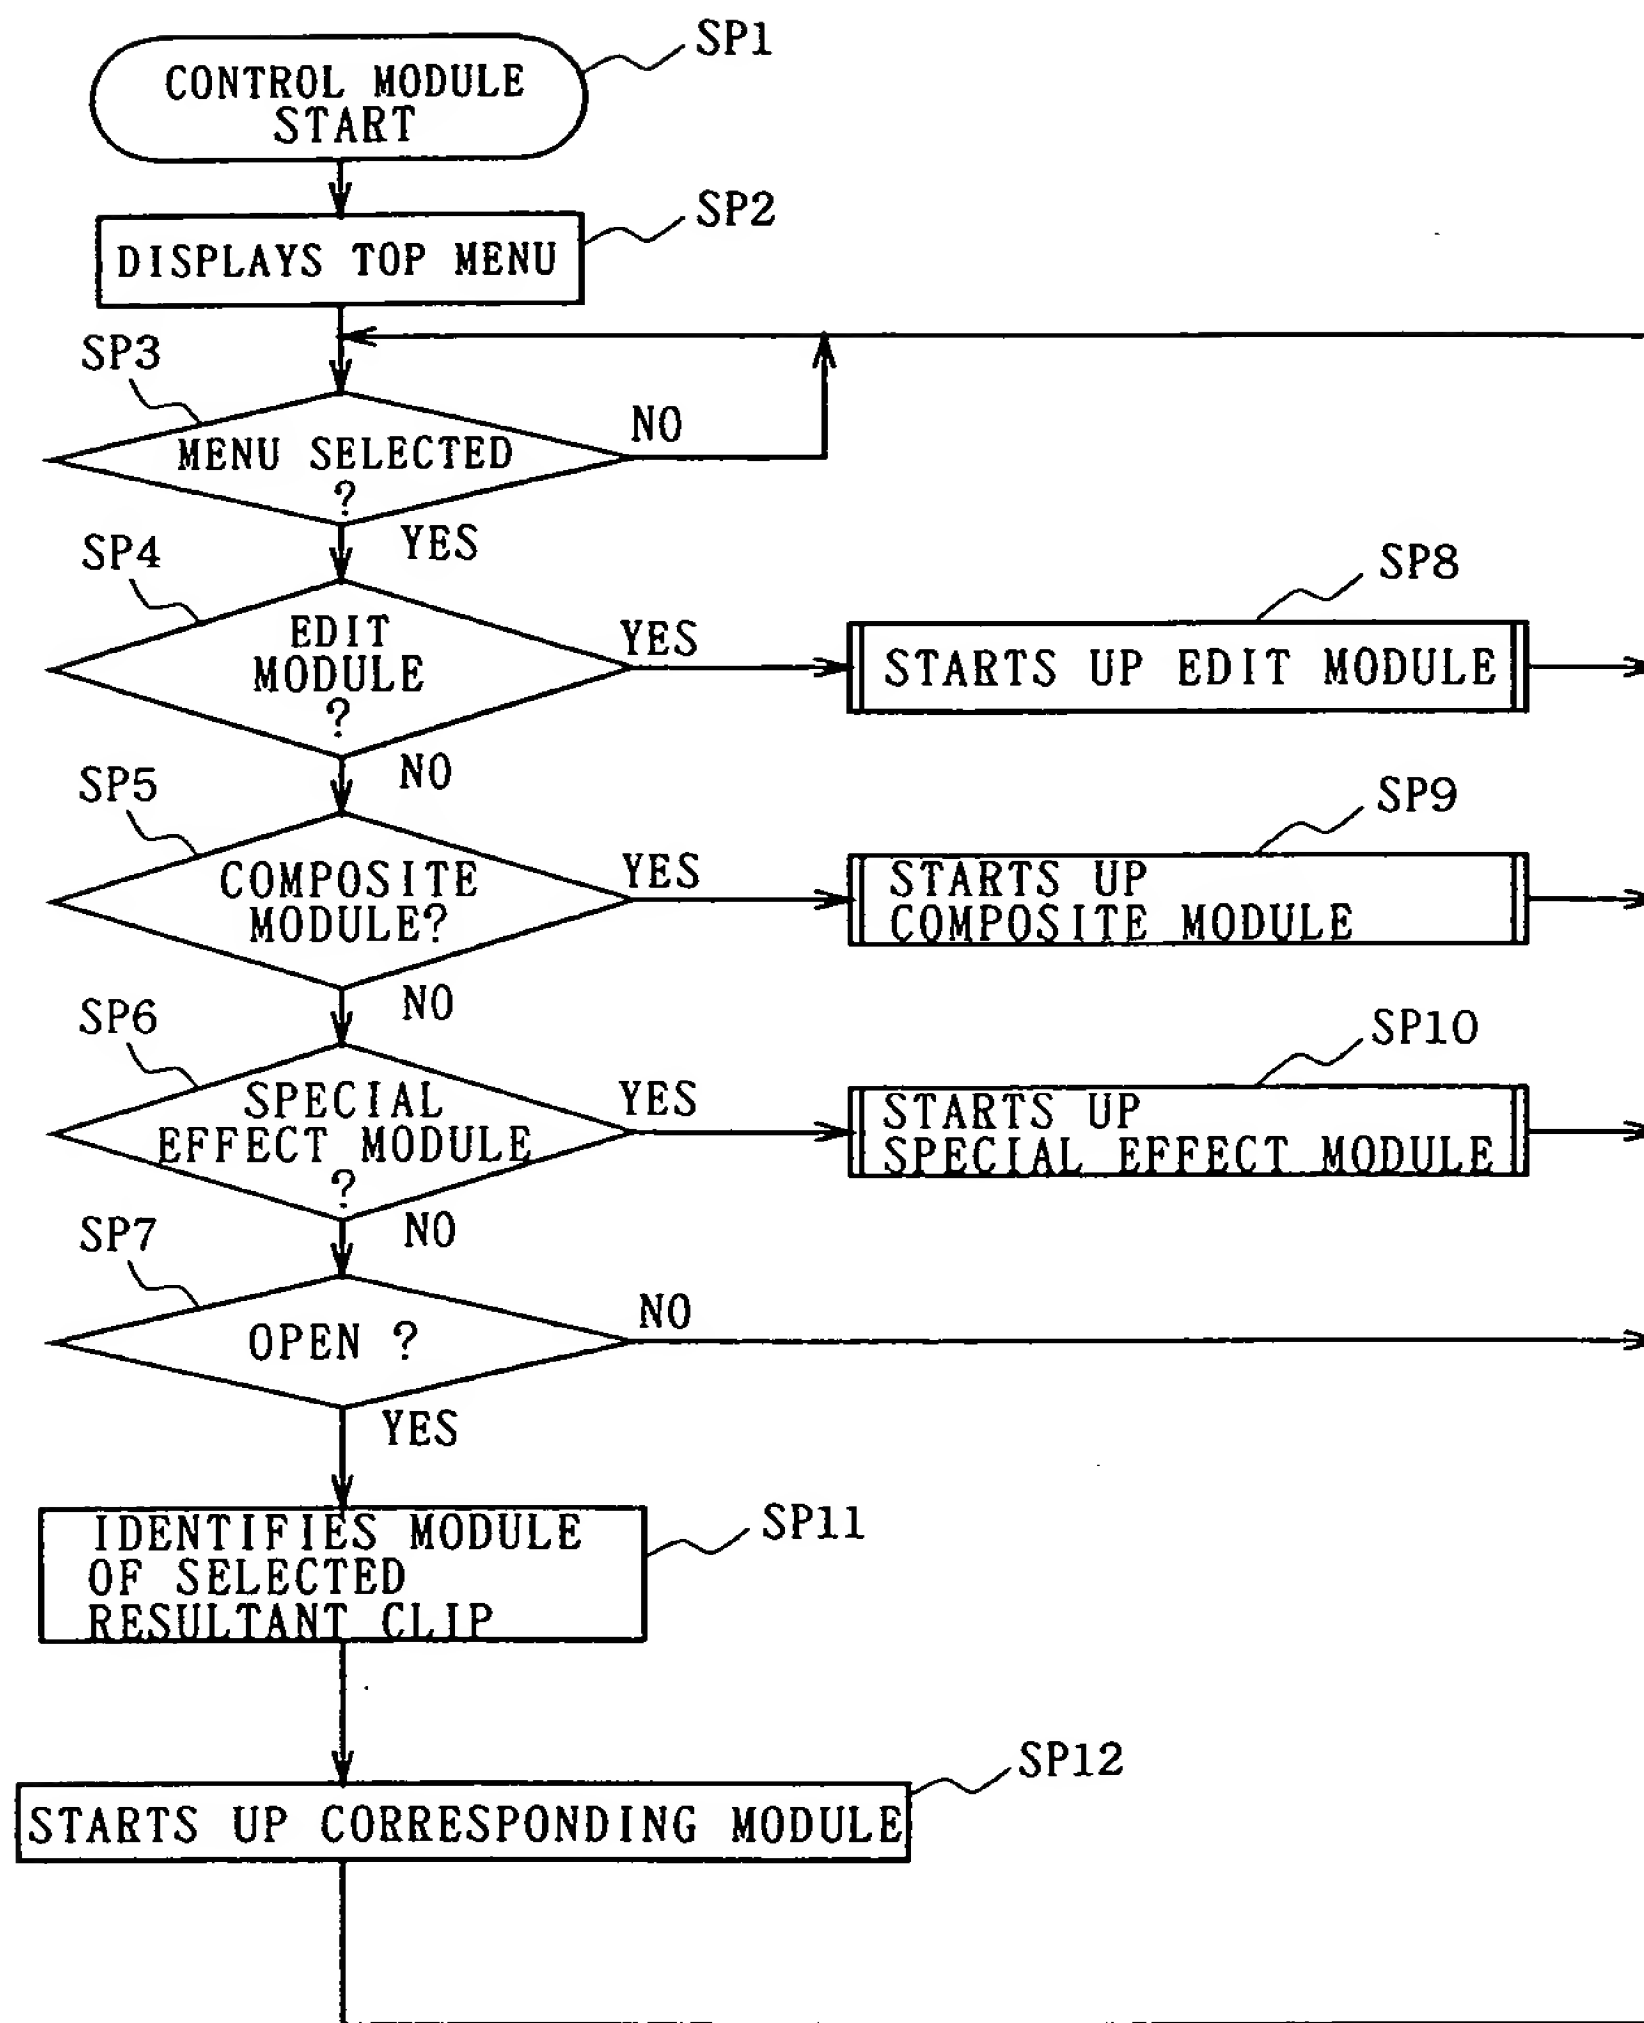 SP1
CONTROL MODULE
START
SP2
DISPLAYS TOP MENU
SP3
MENU SELECTED
?
NO
YES
SP4
EDIT
MODULE
?
YES
SP8
STARTS UP EDIT MODULE
NO
SP5
COMPOSITE
MODULE?
YES
SP9
STARTS UP
COMPOSITE MODULE
NO
SP6
SPECIAL
EFFECT MODULE
?
YES
SP10
STARTS UP
SPECIAL EFFECT MODULE
NO
SP7
OPEN ?
NO
YES
IDENTIFIES MODULE
OF SELECTED
RESULTANT CLIP
SP11
SP12
STARTS UP CORRESPONDING MODULE